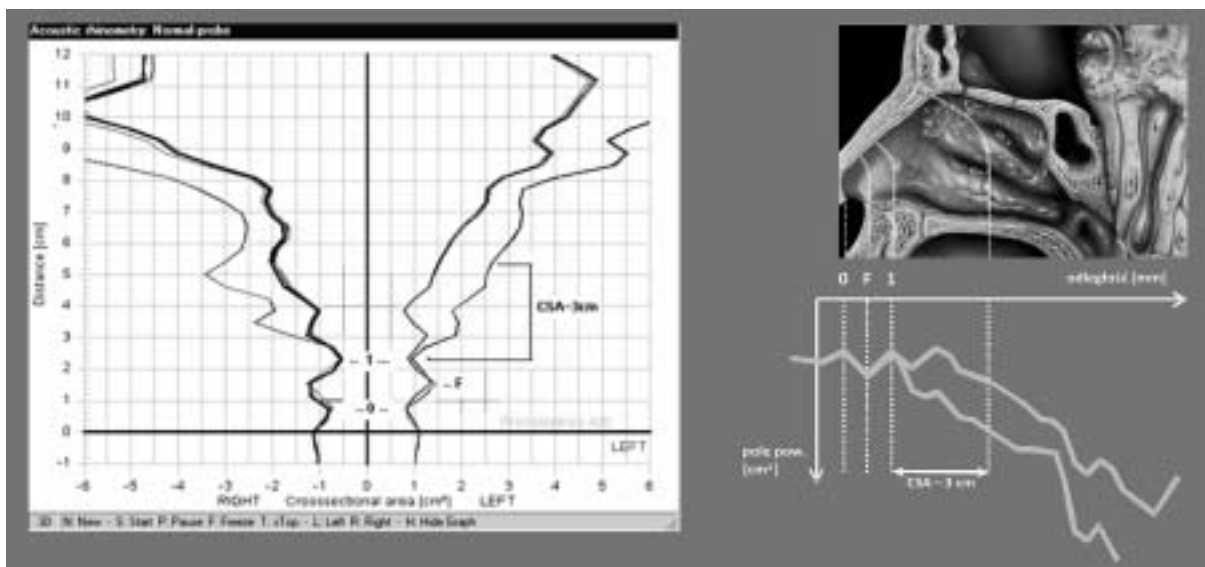 Acoustic rhinometry: Normal probe
12
11
10
9
8
7
6
5
4
3
2
1
0
-1
Distance [cm]
CSA-3cm
-- 1 --
-- F
-- 0
LEFT
-6 -5 -4 -3 -2 -1 0 1 2 3 4 5 6
RIGHT Crosssectional area [cm²] LEFT
3D N: New - S: Start P: Pause F: Freeze T: sTop - L: Left R: Right - H: Hide Graph
0 F 1
[mm]
pole pow.
[cm²]
CSA - 3 cm